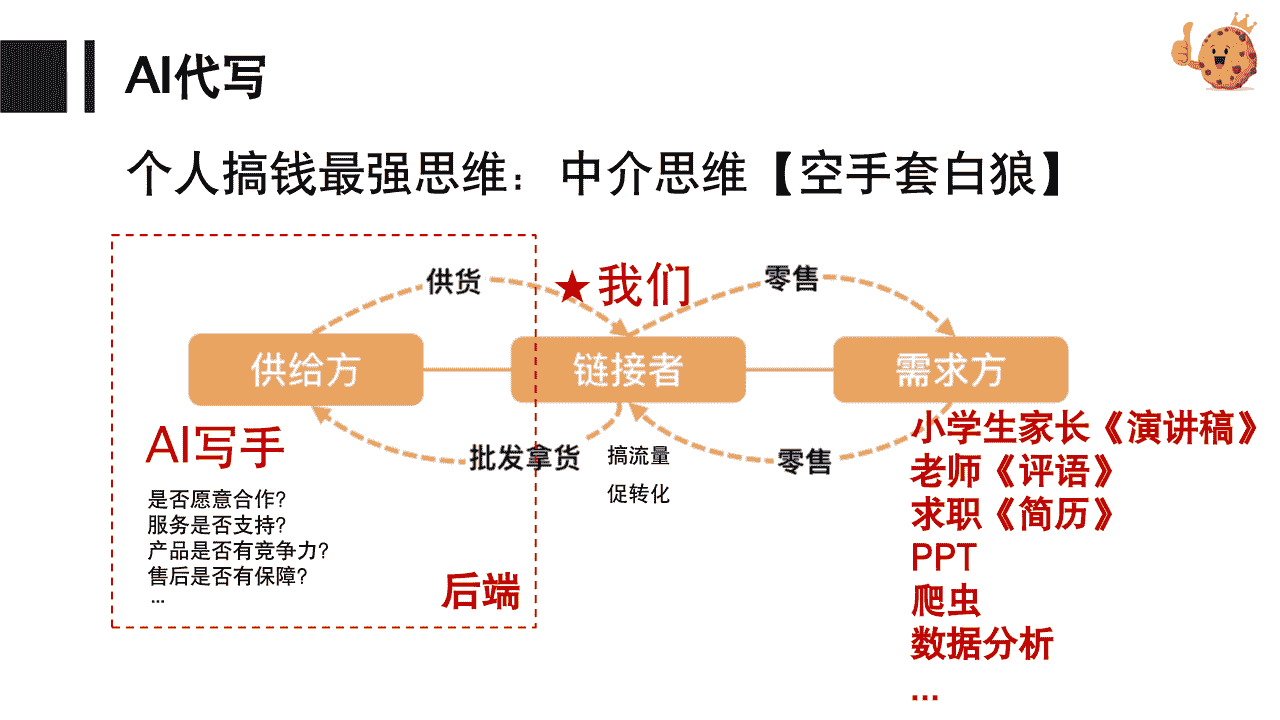 AI代写
个人搞钱最强思维：中介思维【空手套白狼】
供货
★我们
零售
供给方
链接者
需求方
AI写手
批发拿货
搞流量
促转化
零售
是否愿意合作?
服务是否支持?
产品是否有竞争力?
售后是否有保障?
...
后端
小学生家长《演讲稿》
老师《评语》
求职《简历》
PPT
爬虫
数据分析
...